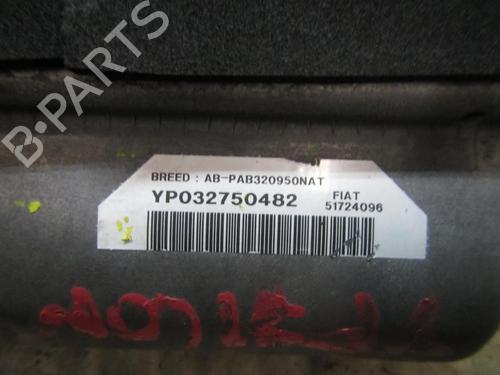 B-PARTS
BREED : AB-PAB320950NAT
YP032750482
FIAT
51724096